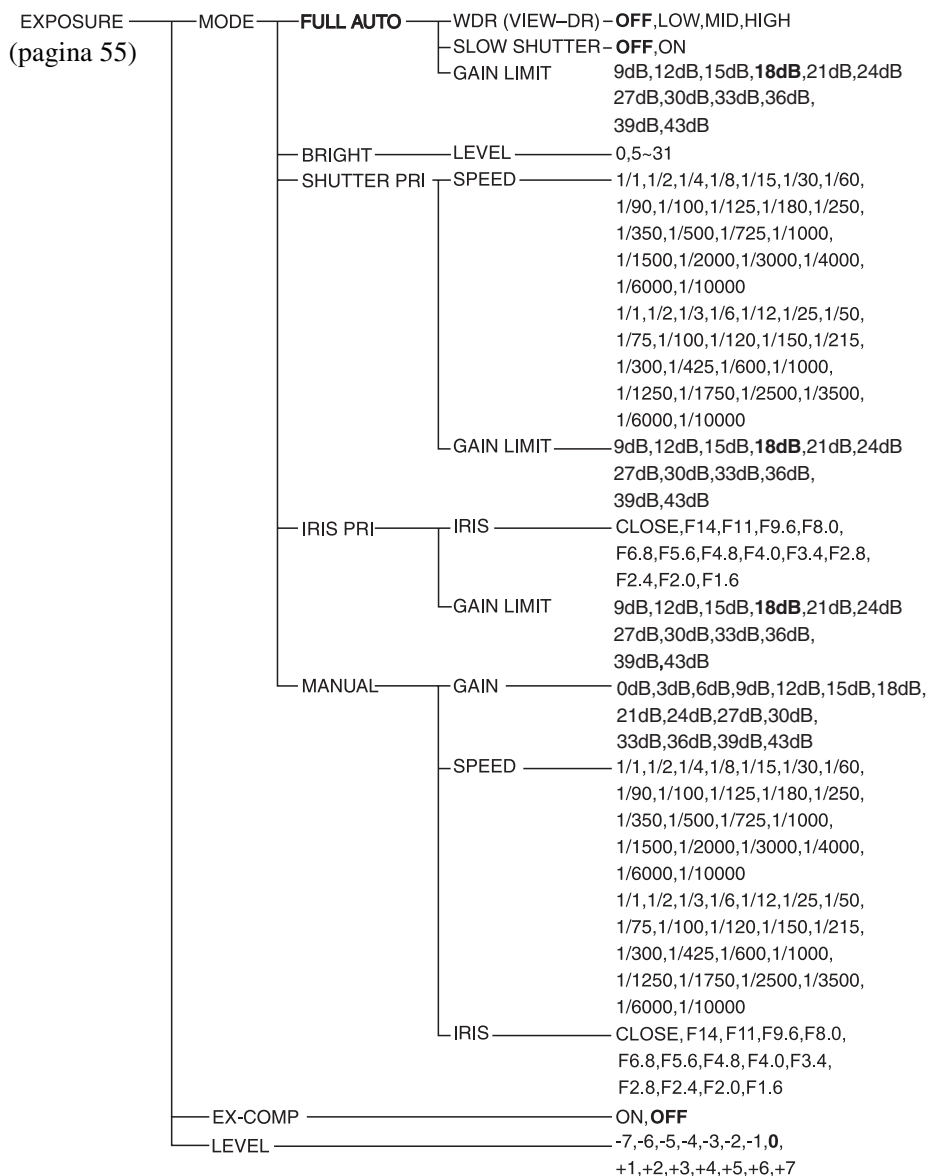 EXPOSURE MODE FULL AUTO WDR (VIEW–DR) OFF,LOW,MID,HIGH
(pagina 55)
SLOW SHUTTER OFF,ON
GAIN LIMIT 9dB,12dB,15dB,18dB,21dB,24dB
27dB,30dB,33dB,36dB,
39dB,43dB
BRIGHT LEVEL 0,5~31
SHUTTER PRI SPEED 1/1,1/2,1/4,1/8,1/15,1/30,1/60,
1/90,1/100,1/125,1/180,1/250,
1/350,1/500,1/725,1/1000,
1/1500,1/2000,1/3000,1/4000,
1/6000,1/10000
1/1,1/2,1/3,1/6,1/12,1/25,1/50,
1/75,1/100,1/120,1/150,1/215,
1/300,1/425,1/600,1/1000,
1/1250,1/1750,1/2500,1/3500,
1/6000,1/10000
GAIN LIMIT 9dB,12dB,15dB,18dB,21dB,24dB
27dB,30dB,33dB,36dB,
39dB,43dB
IRIS PRI IRIS CLOSE,F14,F11,F9.6,F8.0,
F6.8,F5.6,F4.8,F4.0,F3.4,F2.8,
F2.4,F2.0,F1.6
GAIN LIMIT 9dB,12dB,15dB,18dB,21dB,24dB
27dB,30dB,33dB,36dB,
39dB,43dB
MANUAL GAIN 0dB,3dB,6dB,9dB,12dB,15dB,18dB,
21dB,24dB,27dB,30dB,
33dB,36dB,39dB,43dB
SPEED 1/1,1/2,1/4,1/8,1/15,1/30,1/60,
1/90,1/100,1/125,1/180,1/250,
1/350,1/500,1/725,1/1000,
1/1500,1/2000,1/3000,1/4000,
1/6000,1/10000
1/1,1/2,1/3,1/6,1/12,1/25,1/50,
1/75,1/100,1/120,1/150,1/215,
1/300,1/425,1/600,1/1000,
1/1250,1/1750,1/2500,1/3500,
1/6000,1/10000
IRIS CLOSE,F14,F11,F9.6,F8.0,
F6.8,F5.6,F4.8,F4.0,F3.4,
F2.8,F2.4,F2.0,F1.6
EX-COMP ON,OFF
LEVEL -7,-6,-5,-4,-3,-2,-1,0,
+1,+2,+3,+4,+5,+6,+7